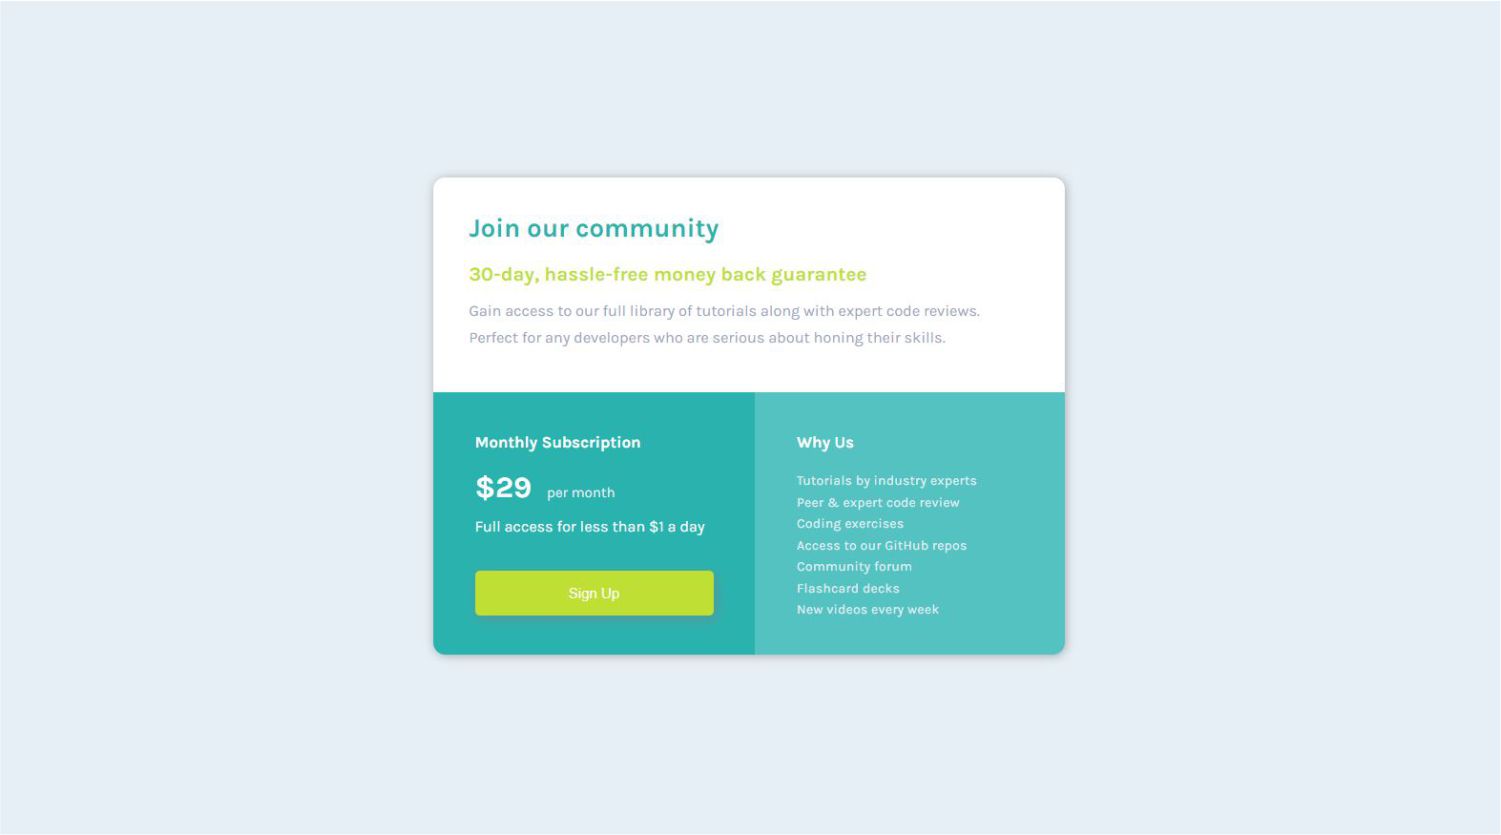 Join our community
30-day, hassle-free money back guarantee
Gain access to our full library of tutorials along with expert code reviews.
Perfect for any developers who are serious about honing their skills.
Monthly Subscription
$29 per month
Full access for less than $1 a day
Sign Up
Why Us
Tutorials by industry experts
Peer & expert code review
Coding exercises
Access to our GitHub repos
Community forum
Flashcard decks
New videos every week